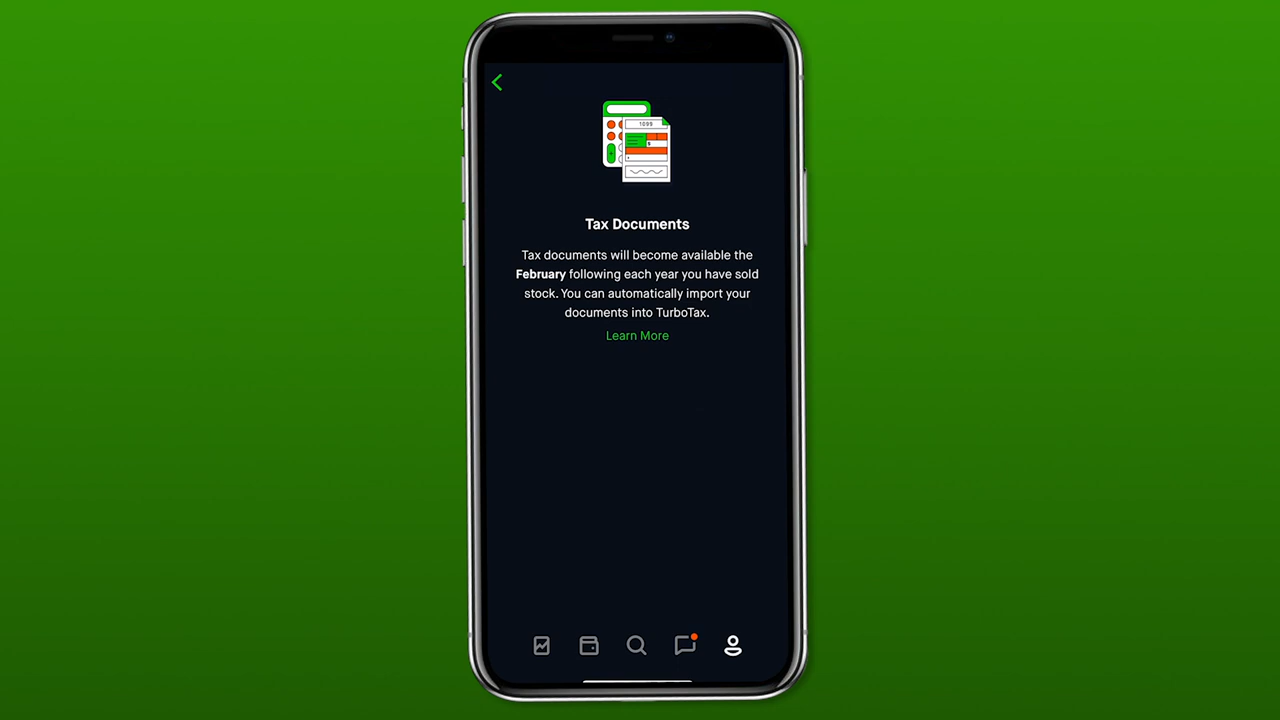 1099
$
Tax Documents
Tax documents will become available the
February following each year you have sold
stock. You can automatically import your
documents into TurboTax.
Learn More